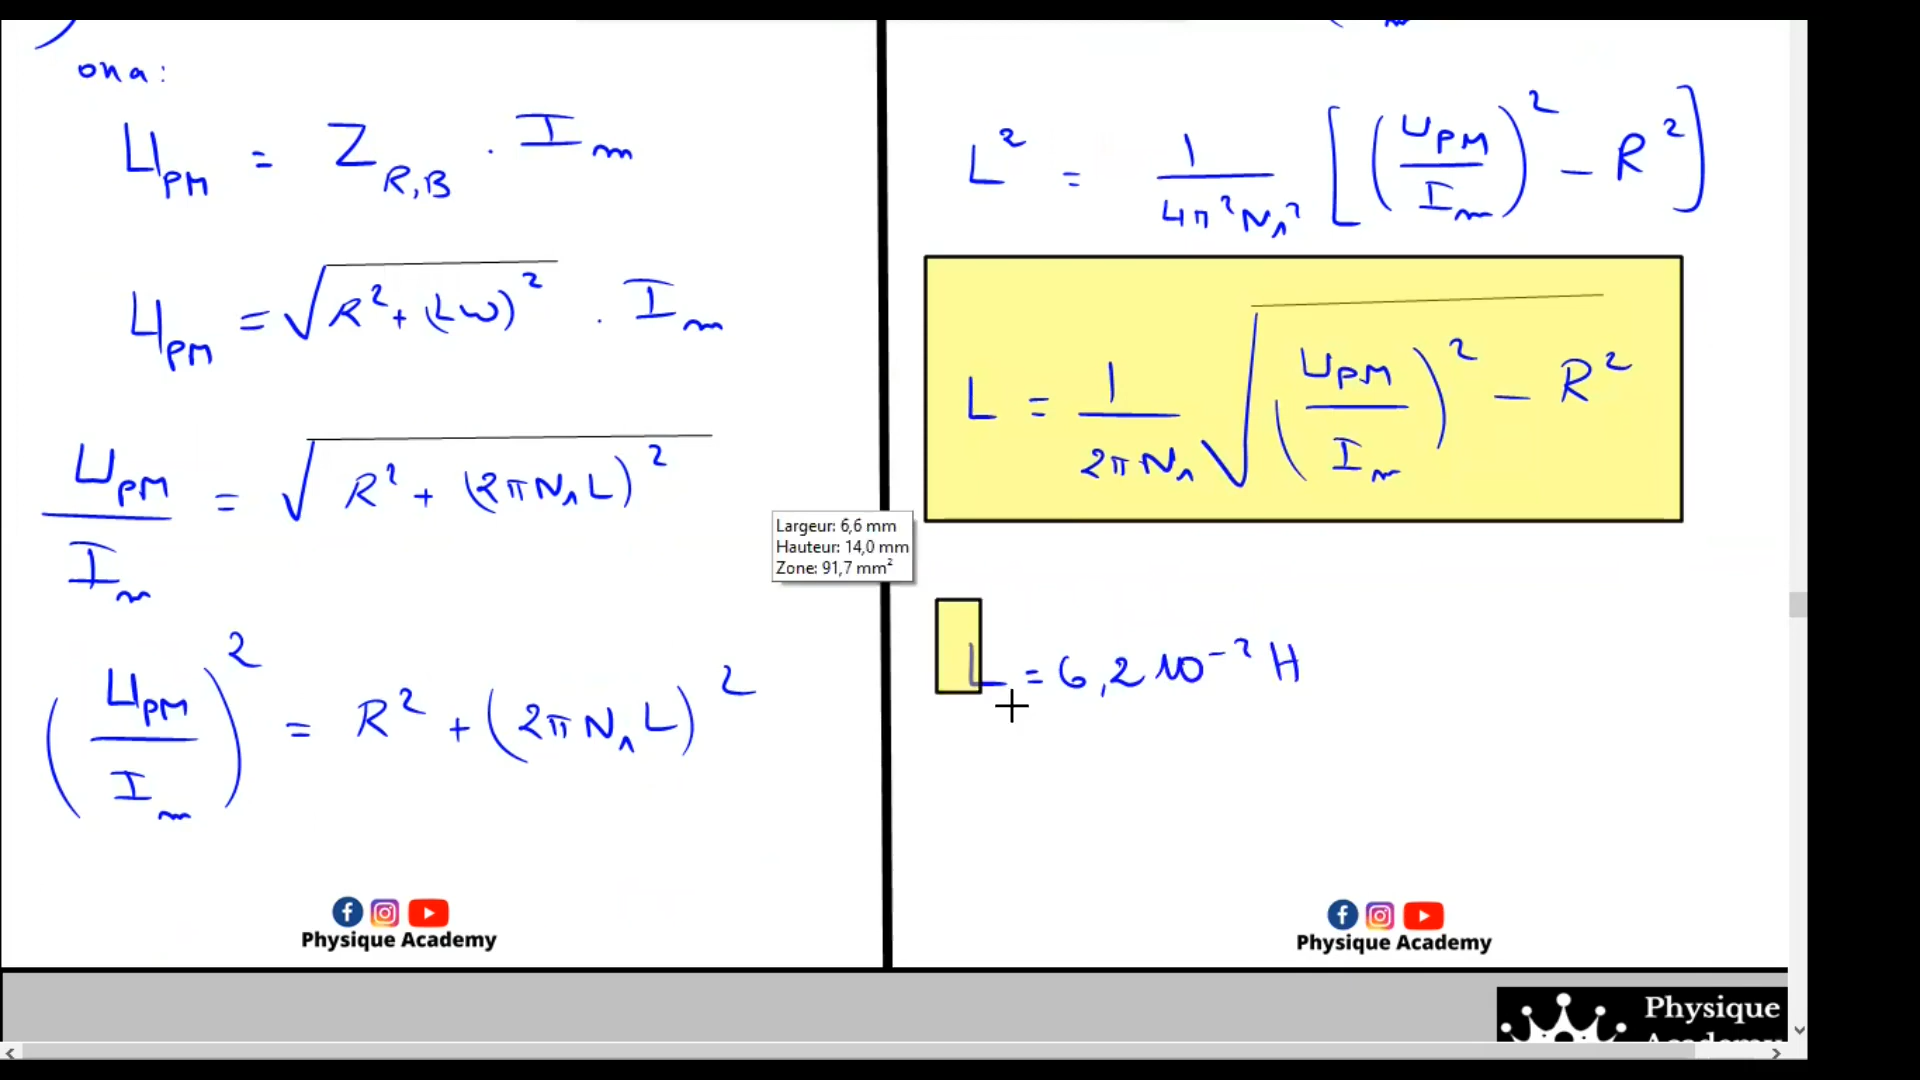 ona:
U_PM = Z_R,B . I_m
U_PM = √(R² + (Lω)²) . I_m
U_PM / I_m = √(R² + (2πN₁L)²)
(U_PM / I_m)² = R² + (2πN₁L)²
Physique Academy
L² = 1 / 4π²N₁² [(U_PM / I_m)² − R²]
L = 1 / 2πN₁ √((U_PM / I_m)² − R²)
Largeur: 6,6 mm
Hauteur: 14,0 mm
Zone: 91,7 mm²
L = 6,2 10⁻² H
Physique Academy
Physique